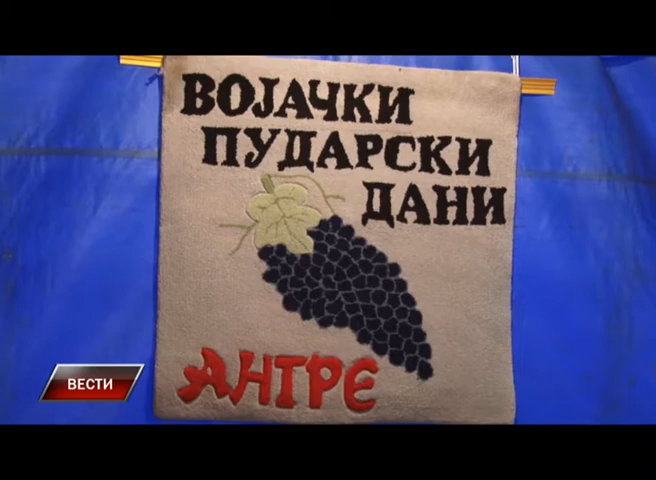 ВОЈАЧКИ
ПУДАРСКИ
ДАНИ
АНГРЕ
ВЕСТИ